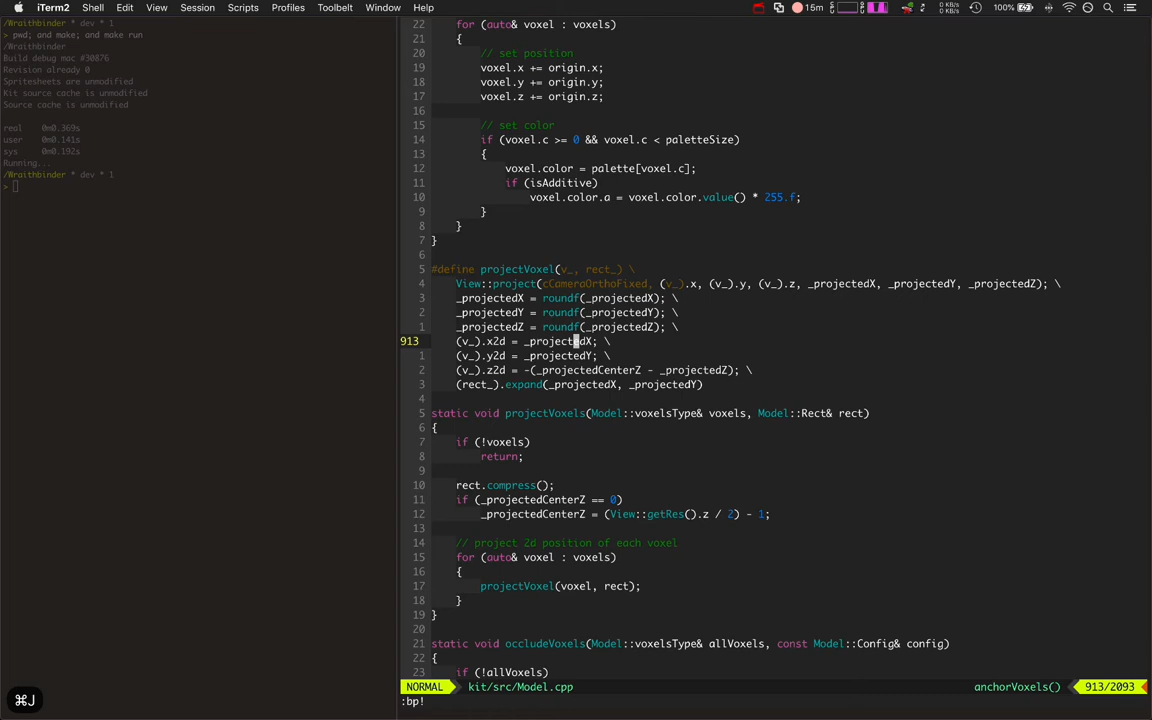 iTerm2 Shell Edit View Session Scripts Profiles Toolbelt Window Help 15m 0 KB/s 0 KB/s 100%
/Wraithbinder * dev * 1
> pwd; and make; and make run
/Wraithbinder
Build debug mac #30876
Revision already 0
Spritesheets are unmodified
Kit source cache is unmodified
Source cache is unmodified
real 0m0.369s
user 0m0.141s
sys 0m0.192s
Running...
/Wraithbinder * dev * 1
>
22 for (auto& voxel : voxels)
21 {
20 // set position
19 voxel.x += origin.x;
18 voxel.y += origin.y;
17 voxel.z += origin.z;
16
15 // set color
14 if (voxel.c >= 0 && voxel.c < paletteSize)
13 {
12 voxel.color = palette[voxel.c];
11 if (isAdditive)
10 voxel.color.a = voxel.color.value() * 255.f;
9 }
8 }
7 }
6
5 #define projectVoxel(v_, rect_) \
4 View::project(cCameraOrthoFixed, (v_).x, (v_).y, (v_).z, _projectedX, _projectedY, _projectedZ); \
3 _projectedX = roundf(_projectedX); \
2 _projectedY = roundf(_projectedY); \
1 _projectedZ = roundf(_projectedZ); \
913 (v_).x2d = _projectedX; \
1 (v_).y2d = _projectedY; \
2 (v_).z2d = -(_projectedCenterZ - _projectedZ); \
3 (rect_).expand(_projectedX, _projectedY)
4
5 static void projectVoxels(Model::voxelsType& voxels, Model::Rect& rect)
6 {
7 if (!voxels)
8 return;
9
10 rect.compress();
11 if (_projectedCenterZ == 0)
12 _projectedCenterZ = (View::getRes().z / 2) - 1;
13
14 // project 2d position of each voxel
15 for (auto& voxel : voxels)
16 {
17 projectVoxel(voxel, rect);
18 }
19 }
20
21 static void occludeVoxels(Model::voxelsType& allVoxels, const Model::Config& config)
22 {
23 if (!allVoxels)
NORMAL kit/src/Model.cpp anchorVoxels() 913/2093
:bp!
⌘J